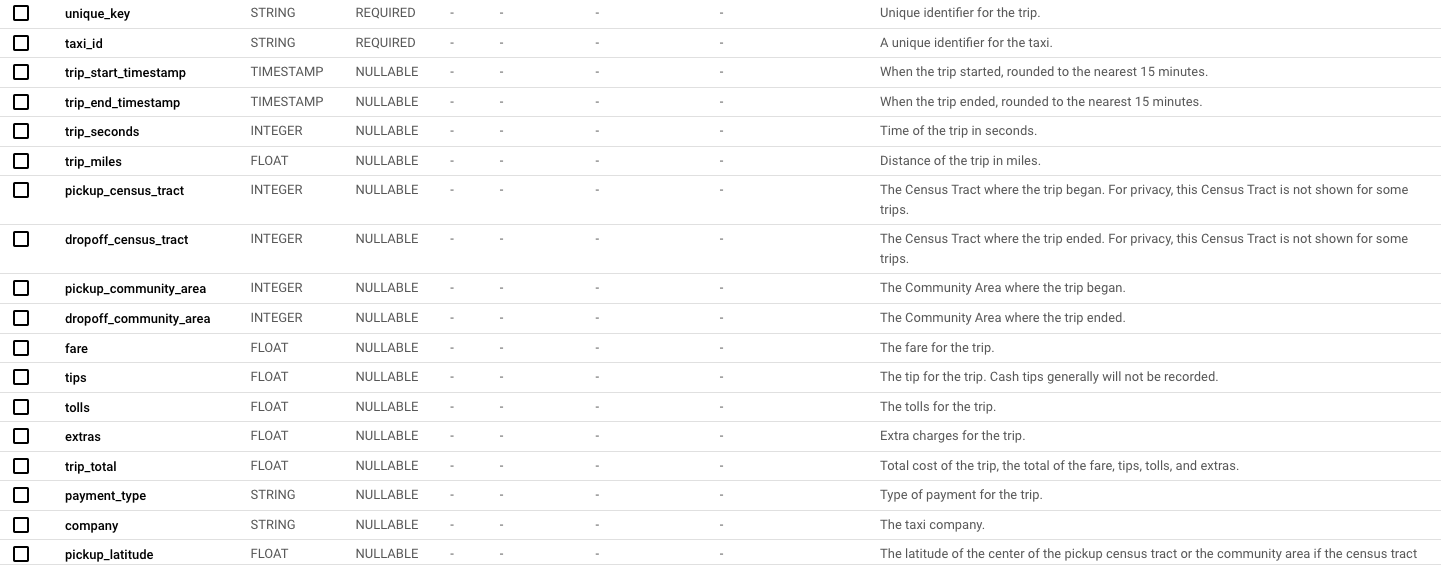 unique_key STRING REQUIRED - - - - Unique identifier for the trip.
taxi_id STRING REQUIRED - - - - A unique identifier for the taxi.
trip_start_timestamp TIMESTAMP NULLABLE - - - - When the trip started, rounded to the nearest 15 minutes.
trip_end_timestamp TIMESTAMP NULLABLE - - - - When the trip ended, rounded to the nearest 15 minutes.
trip_seconds INTEGER NULLABLE - - - - Time of the trip in seconds.
trip_miles FLOAT NULLABLE - - - - Distance of the trip in miles.
pickup_census_tract INTEGER NULLABLE - - - - The Census Tract where the trip began. For privacy, this Census Tract is not shown for some
trips.
dropoff_census_tract INTEGER NULLABLE - - - - The Census Tract where the trip ended. For privacy, this Census Tract is not shown for some
trips.
pickup_community_area INTEGER NULLABLE - - - - The Community Area where the trip began.
dropoff_community_area INTEGER NULLABLE - - - - The Community Area where the trip ended.
fare FLOAT NULLABLE - - - - The fare for the trip.
tips FLOAT NULLABLE - - - - The tip for the trip. Cash tips generally will not be recorded.
tolls FLOAT NULLABLE - - - - The tolls for the trip.
extras FLOAT NULLABLE - - - - Extra charges for the trip.
trip_total FLOAT NULLABLE - - - - Total cost of the trip, the total of the fare, tips, tolls, and extras.
payment_type STRING NULLABLE - - - - Type of payment for the trip.
company STRING NULLABLE - - - - The taxi company.
pickup_latitude FLOAT NULLABLE - - - - The latitude of the center of the pickup census tract or the community area if the census tract